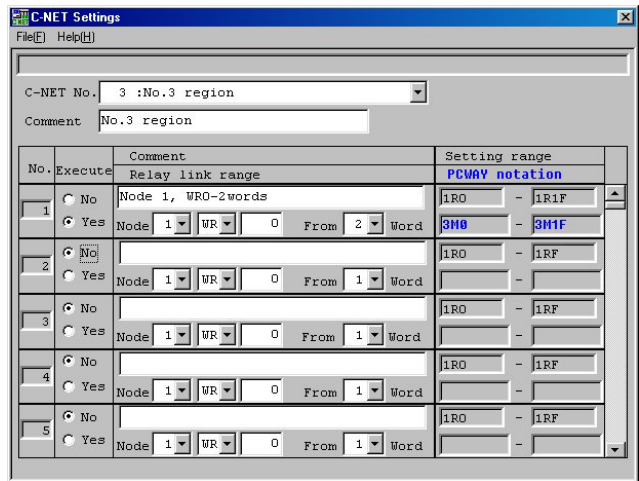 C-NET Settings
File(F) Help(H)
C-NET No. 3 :No.3 region
Comment No.3 region
No. Execute Comment Setting range
Relay link range PCWAY notation
1 No Node 1, WR0-2words 1R0 - 1R1F
Yes Node 1 WR 0 From 2 Word 3M0 - 3M1F
2 No 1R0 - 1RF
Yes Node 1 WR 0 From 1 Word -
3 No 1R0 - 1RF
Yes Node 1 WR 0 From 1 Word -
4 No 1R0 - 1RF
Yes Node 1 WR 0 From 1 Word -
5 No 1R0 - 1RF
Yes Node 1 WR 0 From 1 Word -